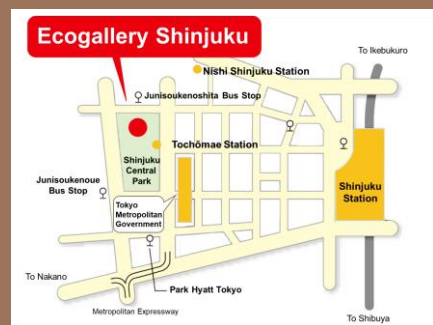 Ecogallery Shinjuku
To Ikebukuro
Nishi Shinjuku Station
Junisoukenoshita Bus Stop
Tochōmae Station
Shinjuku
Central
Park
Junisoukenoue
Bus Stop
Shinjuku
Station
Tokyo
Metropolitan
Government
To Nakano
Park Hyatt Tokyo
Metropolitan Expressway
To Shibuya